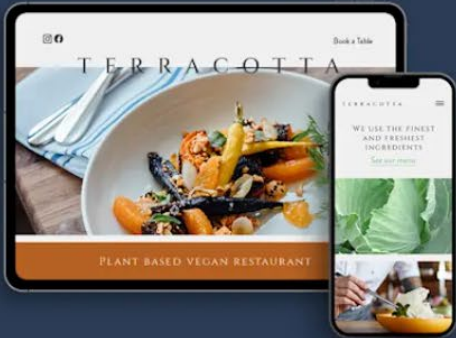 Book a Table
TERRACOTTA
PLANT BASED VEGAN RESTAURANT
TERRACOTTA
WE USE THE FINEST
AND FRESHEST
INGREDIENTS
See our menu